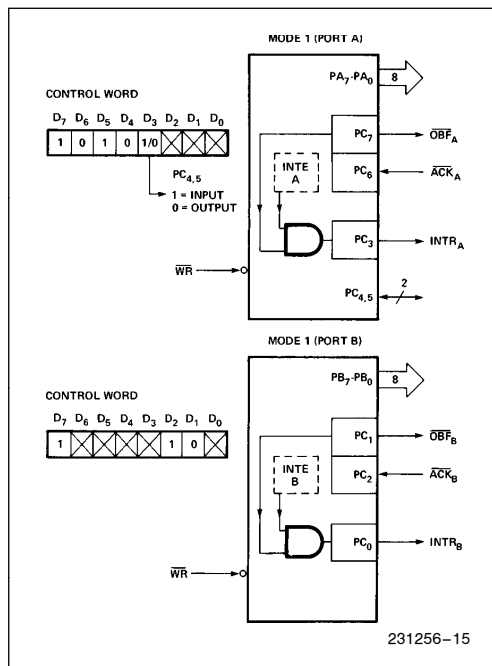 MODE 1 (PORT A)
PA7-PA0
8
CONTROL WORD
D7 D6 D5 D4 D3 D2 D1 D0
1 0 1 0 1/0
PC4,5
1 = INPUT
0 = OUTPUT
PC7
OBFA
INTE
A
PC6
ACKA
PC3
INTRA
WR
PC4,5
2
MODE 1 (PORT B)
PB7-PB0
8
CONTROL WORD
D7 D6 D5 D4 D3 D2 D1 D0
1 1 0
PC1
OBFB
INTE
B
PC2
ACKB
PC0
INTRB
WR
231256–15